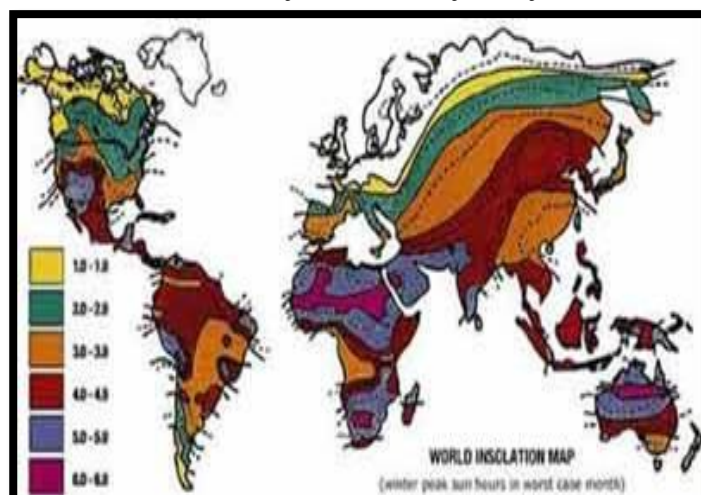 1.0 - 1.9
2.0 - 2.9
3.0 - 3.9
4.0 - 4.9
5.0 - 5.9
6.0 - 6.9
WORLD INSOLATION MAP
(winter peak sun hours in worst case month)